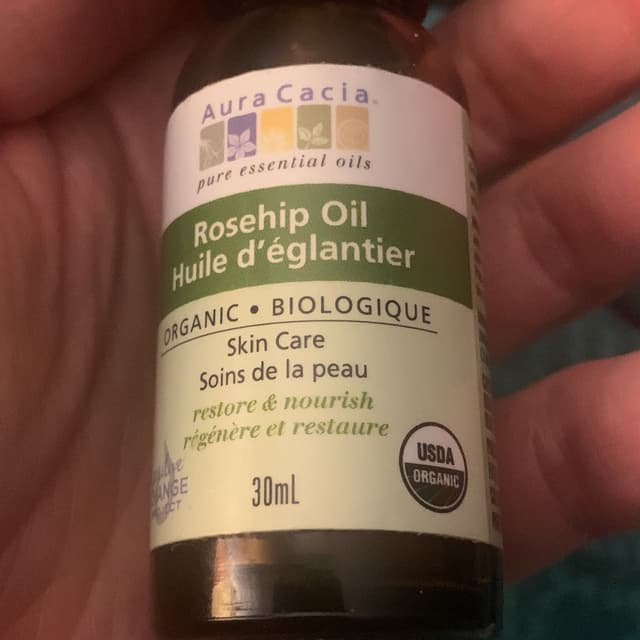 Aura Cacia
pure essential oils
Rosehip Oil
Huile d'églantier
ORGANIC • BIOLOGIQUE
Skin Care
Soins de la peau
restore & nourish
régénère et restaure
30mL
USDA
ORGANIC